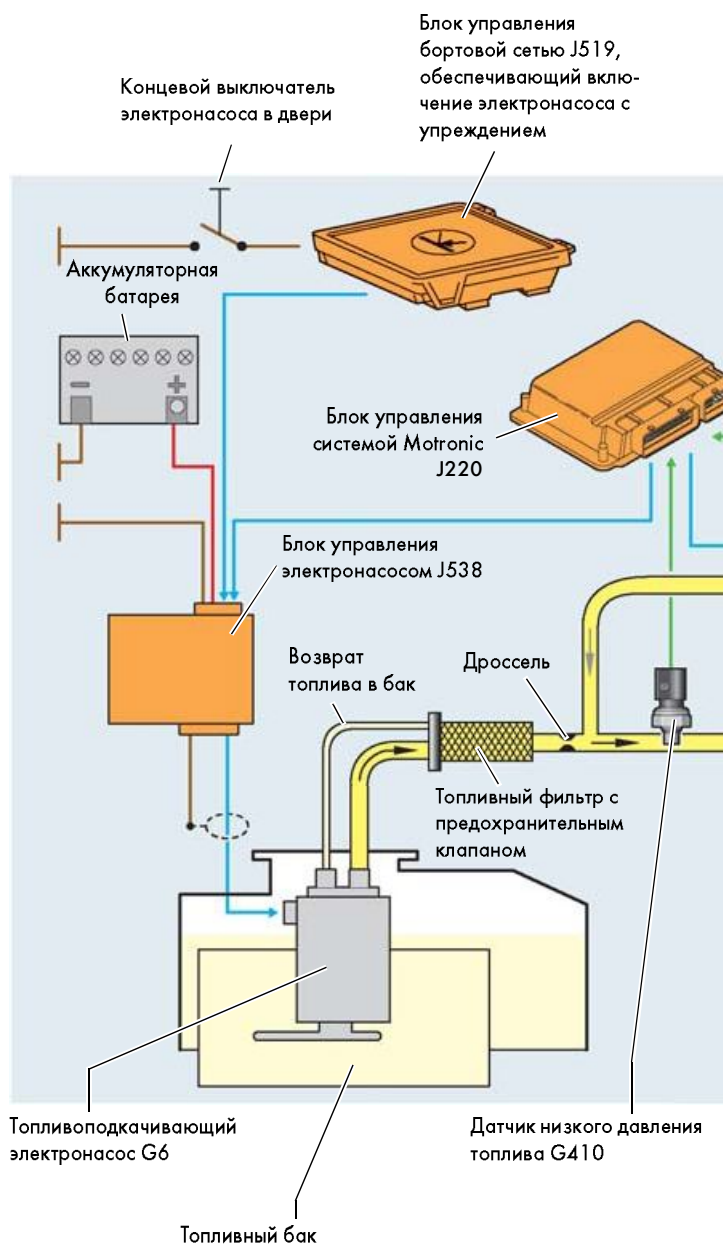 Блок управления
бортовой сетью J519,
обеспечивающий вклю-
чение электронасоса с
упреждением
Концевой выключатель
электронасоса в двери
Аккумуляторная
батарея
Блок управления
системой Motronic
J220
Блок управления
электронасосом J538
Возврат
топлива в бак
Дроссель
Топливный фильтр с
предохранительным
клапаном
Топливоподкачивающий
электронасос G6
Датчик низкого давления
топлива G410
Топливный бак